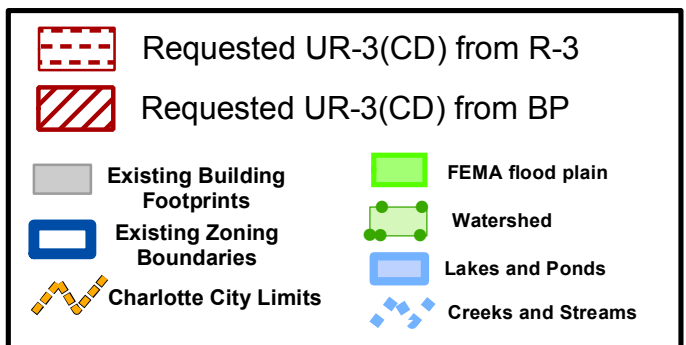 Requested UR-3(CD) from R-3
Requested UR-3(CD) from BP
Existing Building
Footprints
Existing Zoning
Boundaries
Charlotte City Limits
FEMA flood plain
Watershed
Lakes and Ponds
Creeks and Streams